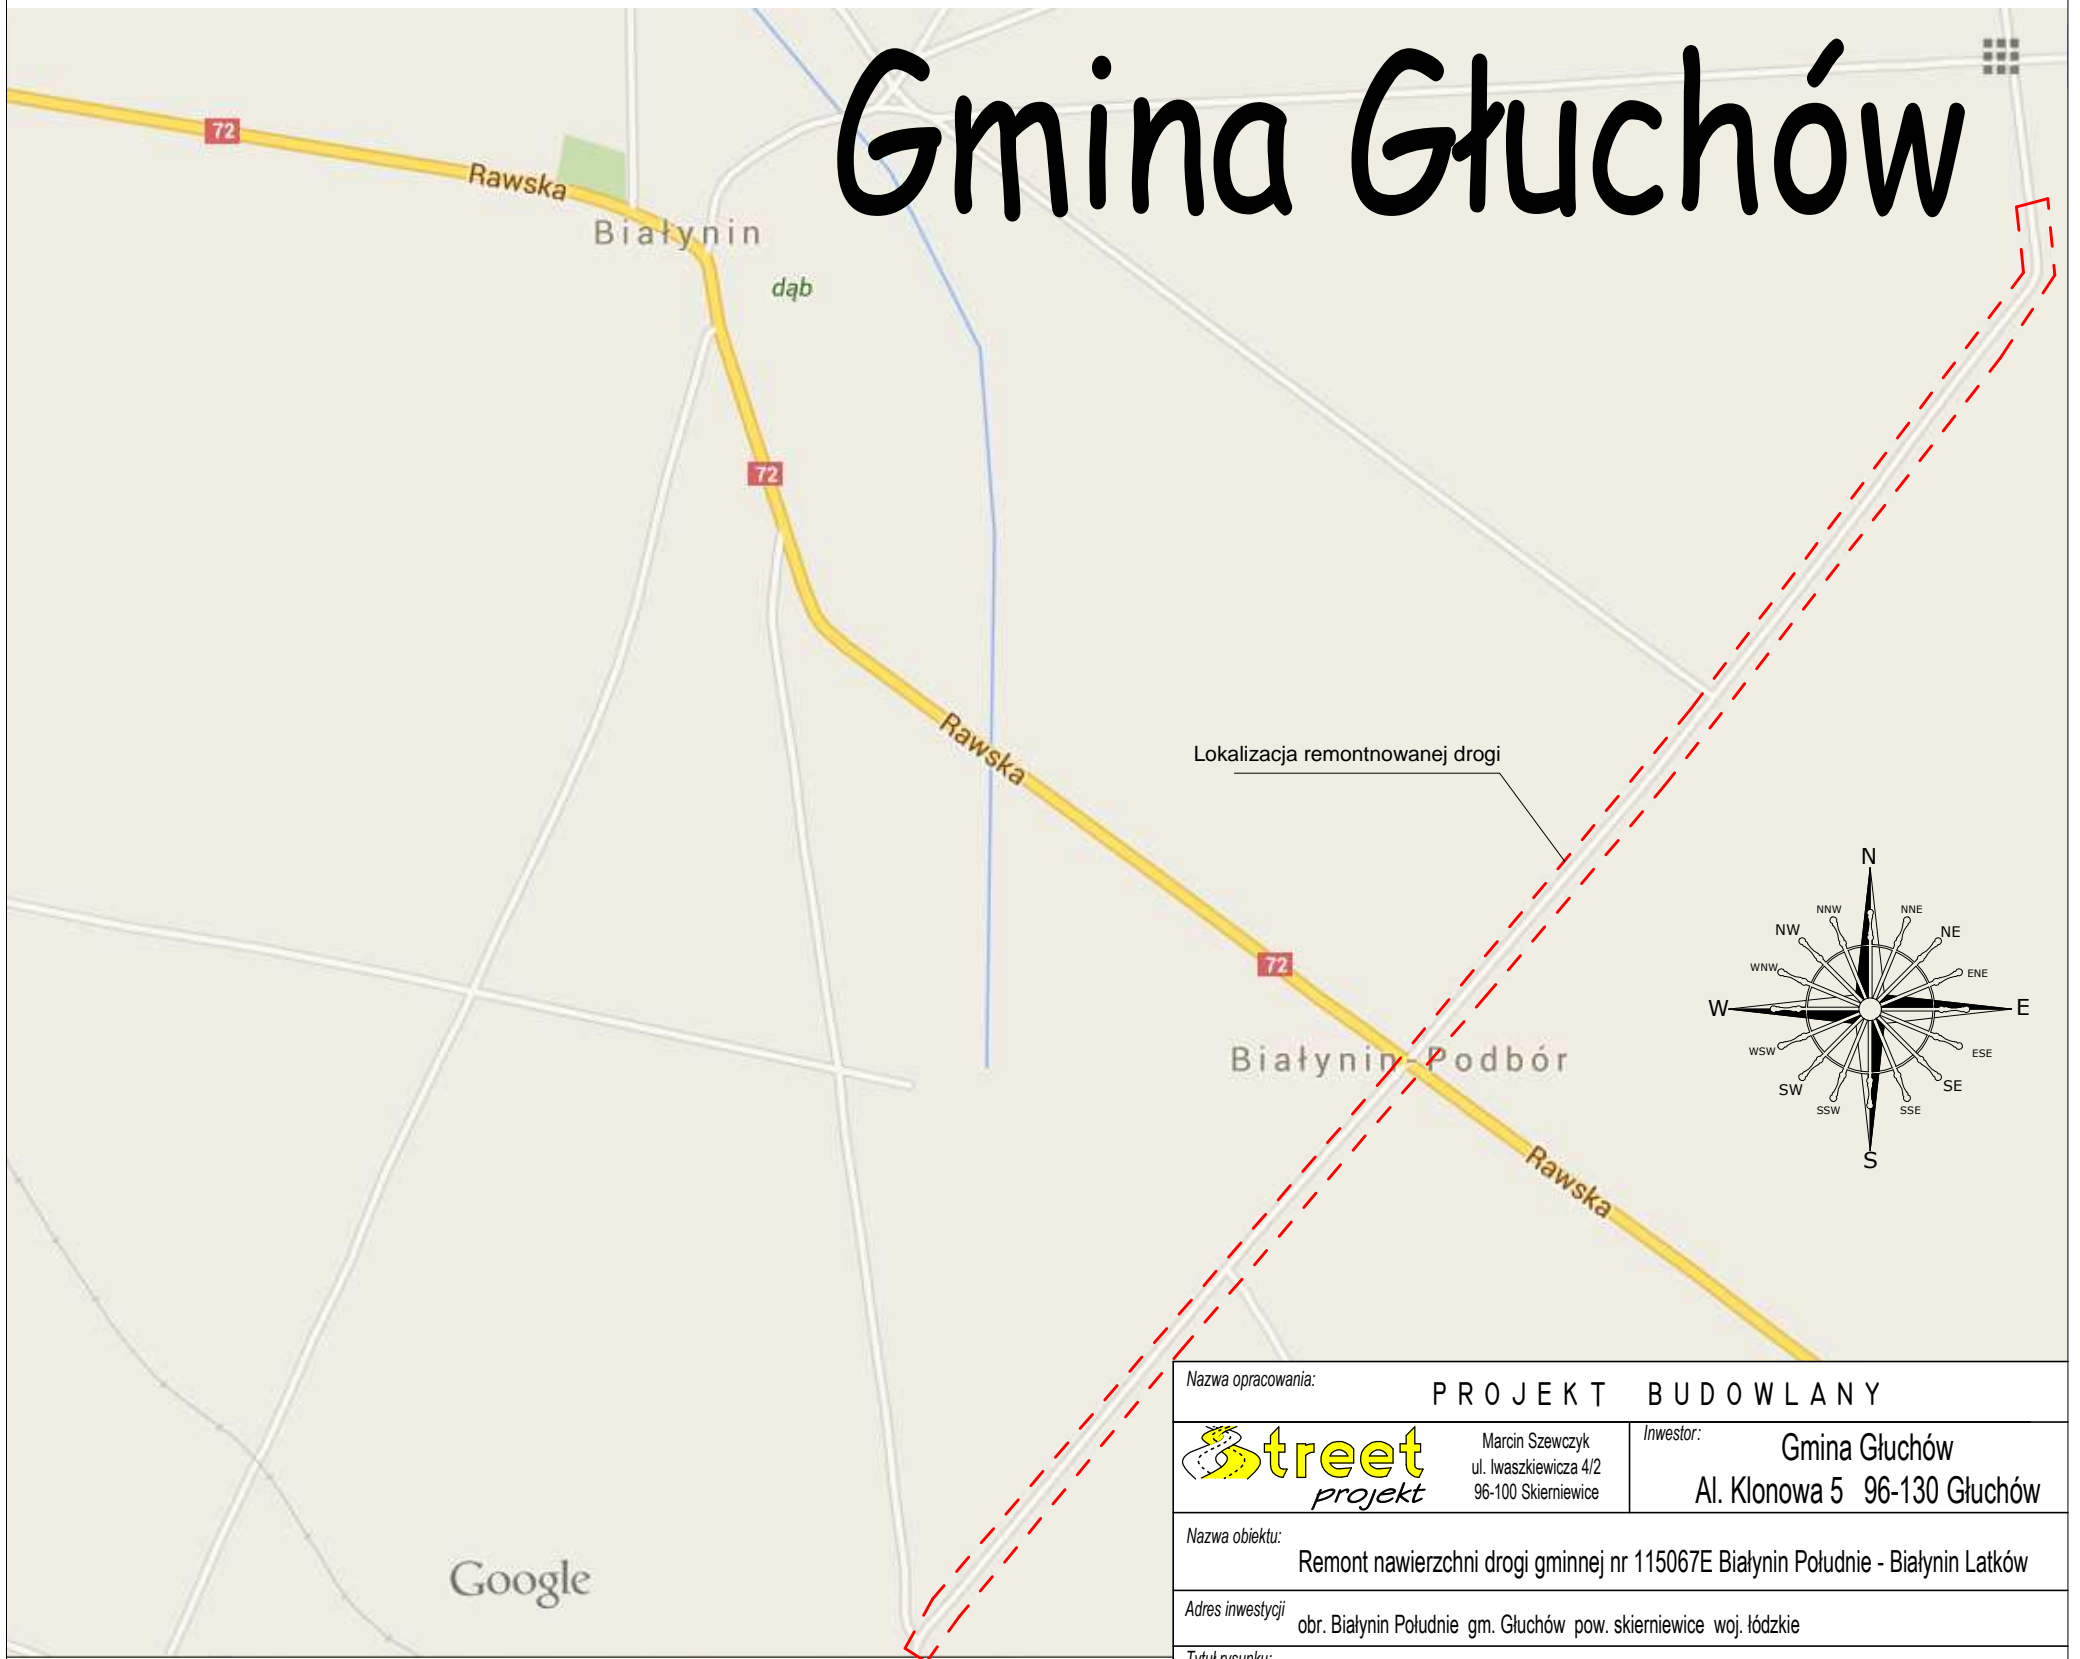 Gmina Głuchów
72
Rawska
Białynin
dąb
72
Rawska
Lokalizacja remontnowanej drogi
72
Białynin-Podbór
Rawska
N
NNW
NNE
NW
NE
WNW
ENE
W
E
WSW
ESE
SW
SE
SSW
SSE
S
Google
Nazwa opracowania:
PROJEKT BUDOWLANY
Street
projekt
Marcin Szewczyk
ul. Iwaszkiewicza 4/2
96-100 Skierniewice
Inwestor:
Gmina Głuchów
Al. Klonowa 5 96-130 Głuchów
Nazwa obiektu:
Remont nawierzchni drogi gminnej nr 115067E Białynin Południe - Białynin Latków
Adres inwestycji
obr. Białynin Południe gm. Głuchów pow. skierniewice woj. łódzkie
Tytuł rysunku: